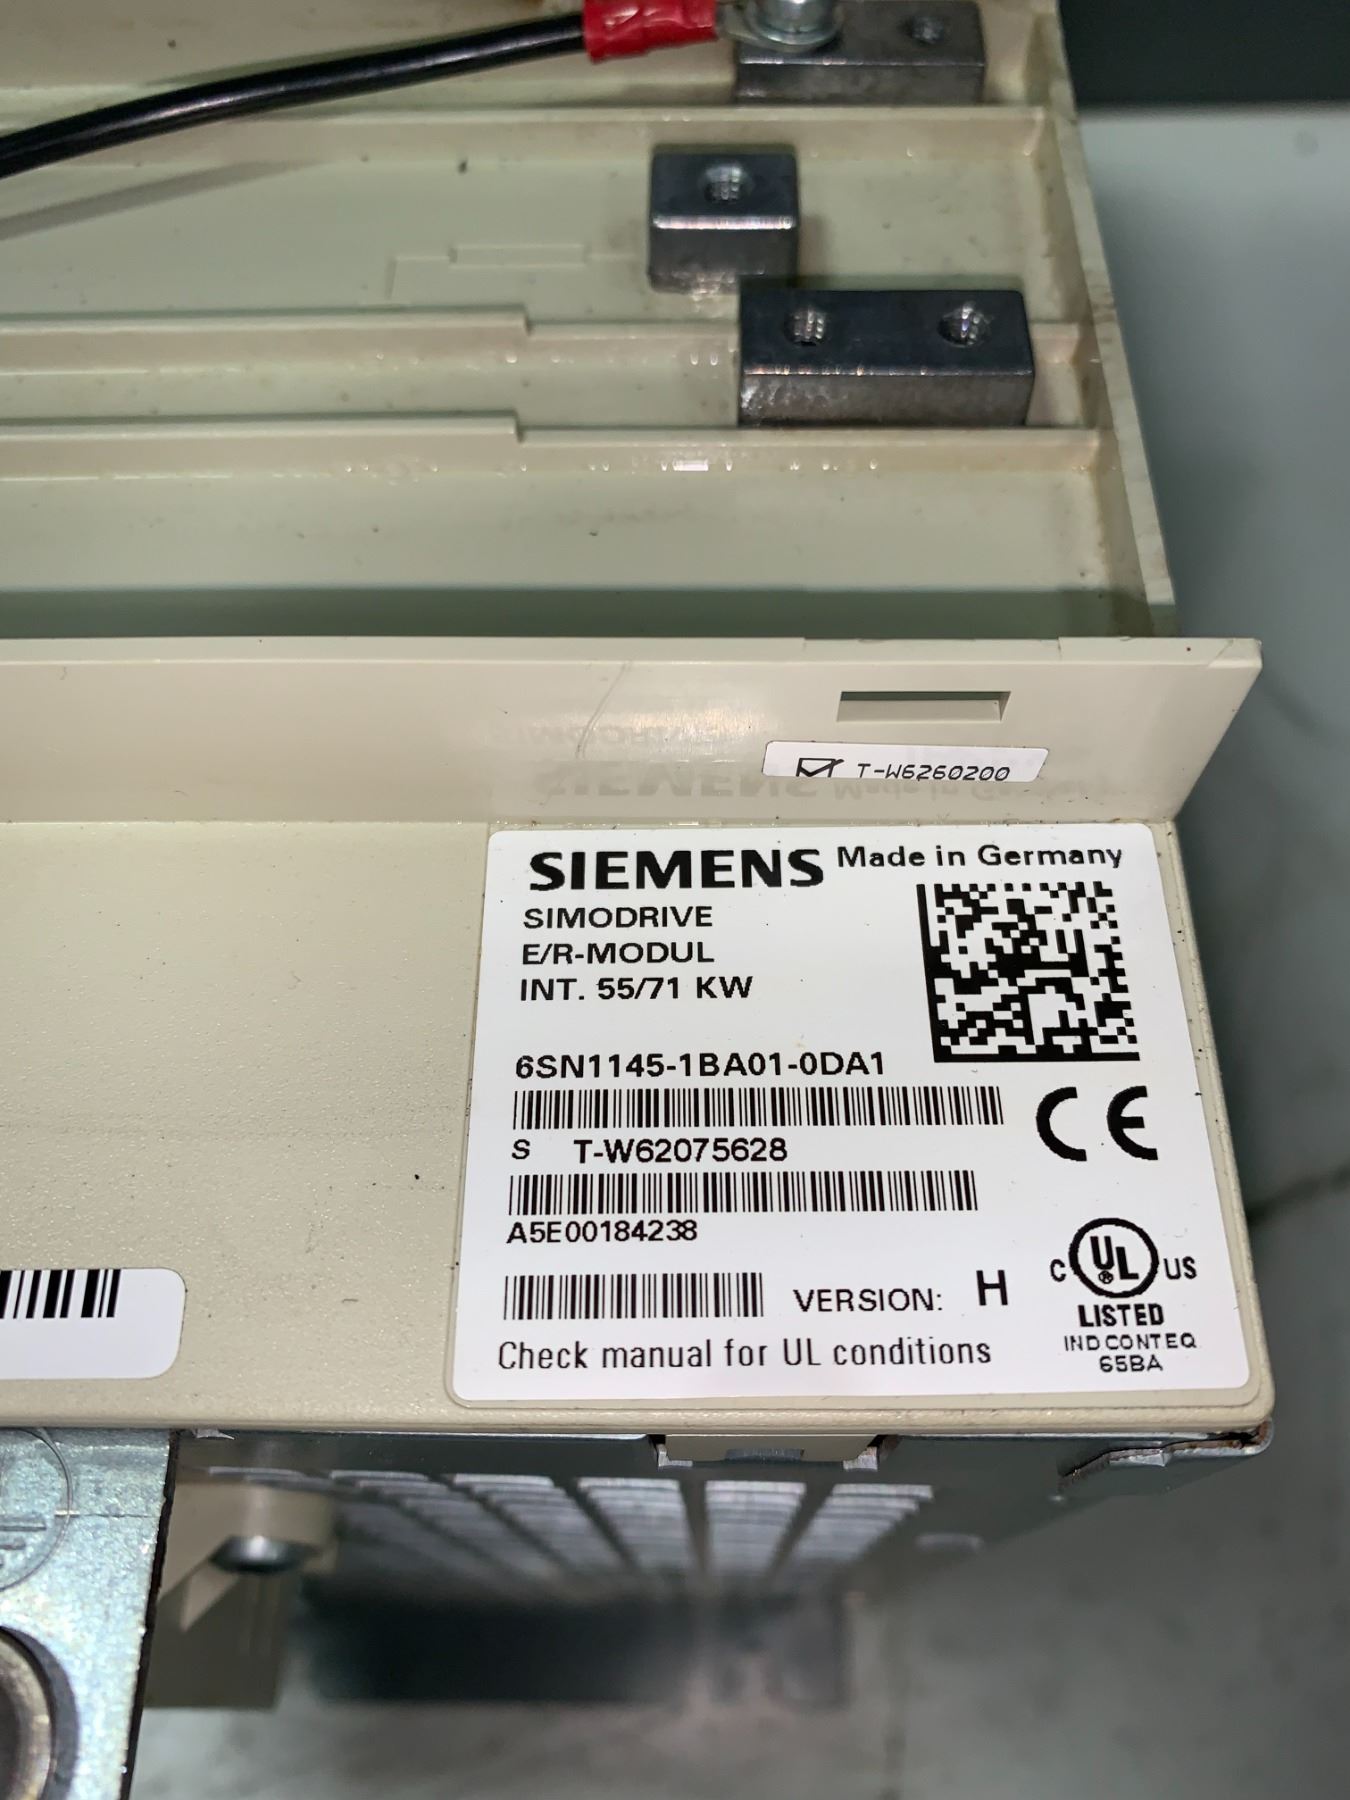 T-W6260200
SIEMENS Made in Germany
SIMODRIVE
E/R-MODUL
INT. 55/71 KW
6SN1145-1BA01-0DA1
S T-W62075628
A5E00184238
VERSION: H
Check manual for UL conditions
CE
C UL® US
LISTED
IND CONT EQ
65BA